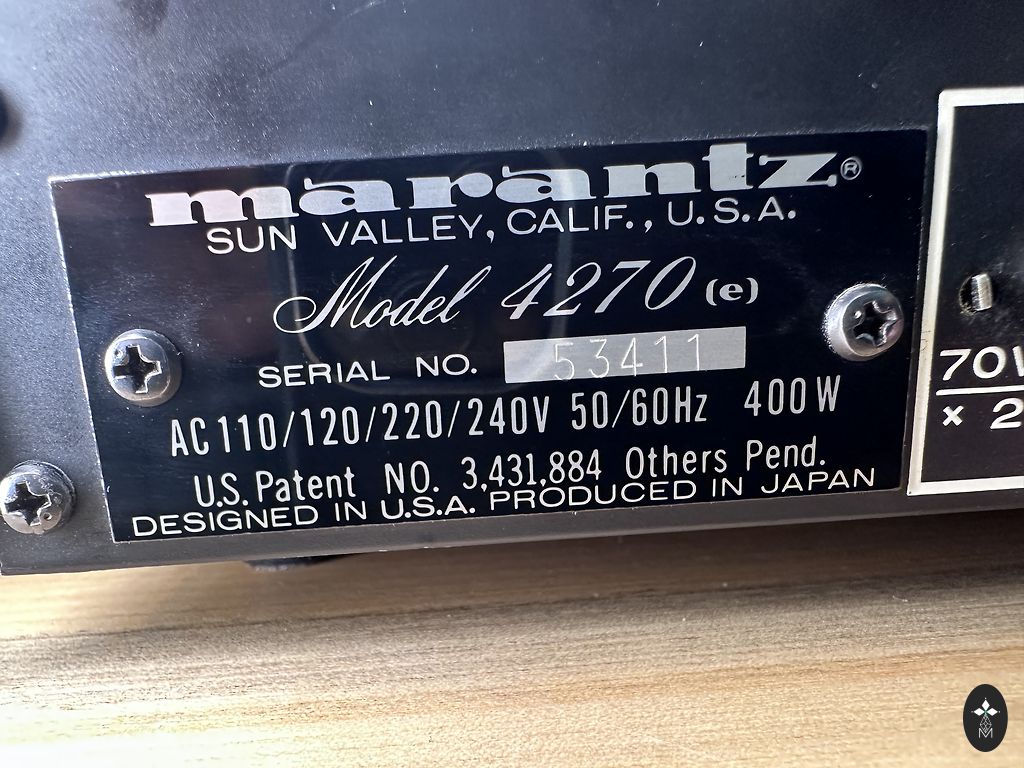 marantz®
SUN VALLEY, CALIF., U.S.A.
Model 4270 (e)
SERIAL NO. 53411
AC 110/120/220/240V 50/60Hz 400W
U.S. Patent NO. 3,431,884 Others Pend.
DESIGNED IN U.S.A. PRODUCED IN JAPAN
× 2
M